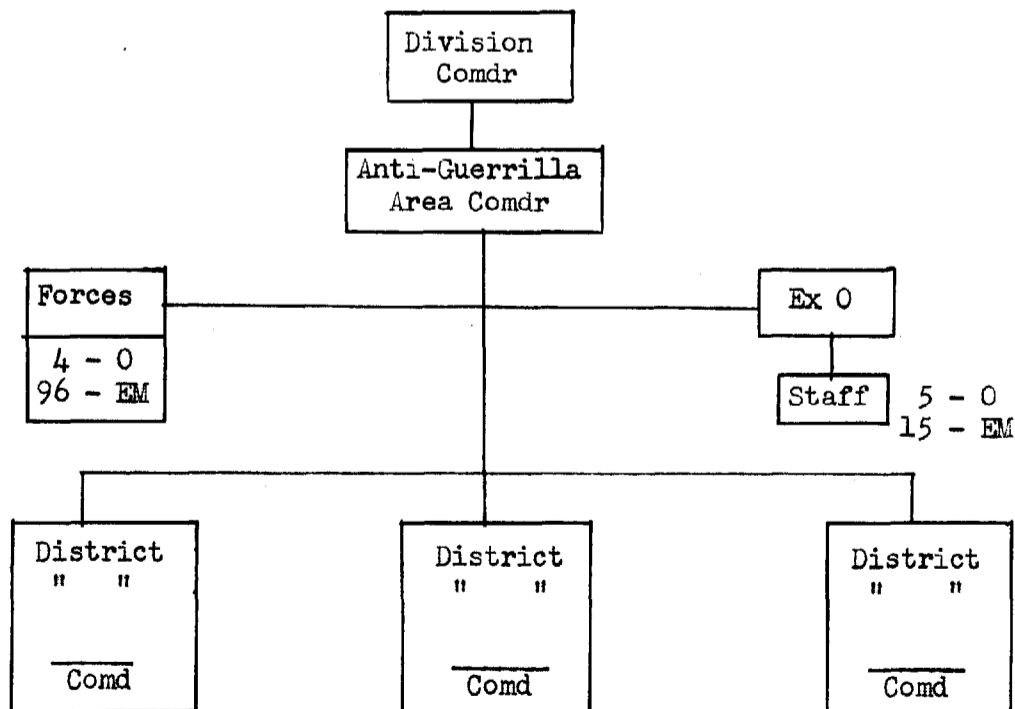 Division
Comdr
Anti-Guerrilla
Area Comdr
Forces
4 - O
96 - EM
Ex O
Staff
5 - O
15 - EM
District
" "
Comd
District
" "
Comd
District
" "
Comd